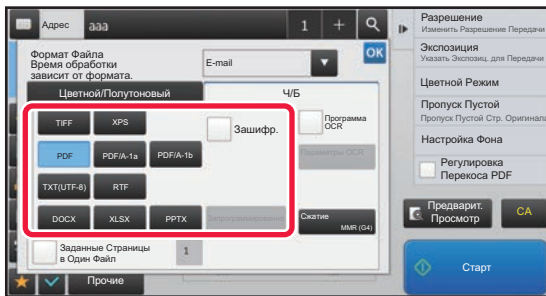 Адрес
aaa
1
+
Формат Файла
Время обработки
зависит от формата.
E-mail
OK
Цветной/Полутоновый
Ч/Б
TIFF
XPS
Зашифр.
Программа
OCR
PDF
PDF/A-1a
PDF/A-1b
Параметры OCR
TXT(UTF-8)
RTF
DOCX
XLSX
PPTX
Сжатие
MMR (G4)
Заданные Страницы
в Один Файл
1
Прочие
Разрешение
Изменить Разрешение Передачи
Экспозиция
Указать Экспозиц. для Передачи
Цветной Режим
Пропуск Пустой
Пропуск Пустой Стр. Оригинала
Настройка Фона
Регулировка
Перекоса PDF
Предварит.
Просмотр
CA
Старт